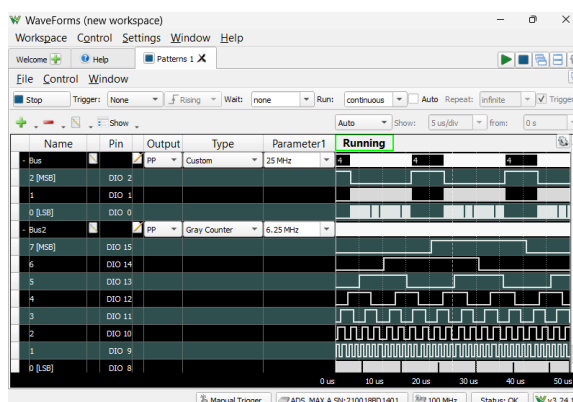 WaveForms (new workspace)
Workspace Control Settings Window Help
Welcome Help Patterns 1
File Control Window
Stop Trigger: None Rising Wait: none Run: continuous Auto Repeat: infinite Trigger
Show Auto Show: 5 us/div from: 0 s
Name Pin Output Type Parameter1 Running
Bus PP Custom 25 MHz 4 4 4
2 [MSB] DIO 2
1 DIO 1
0 [LSB] DIO 0
Bus2 PP Gray Counter 6.25 MHz
7 [MSB] DIO 15
6 DIO 14
5 DIO 13
4 DIO 12
3 DIO 11
2 DIO 10
1 DIO 9
0 [LSB] DIO 8
0 us 10 us 20 us 30 us 40 us 50 us
Manual Trigger 100 MHz Status: OK